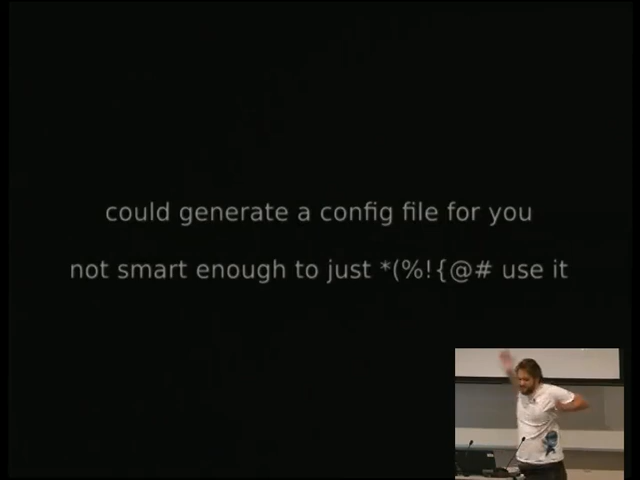 could generate a config file for you
not smart enough to just *(%!{@# use it